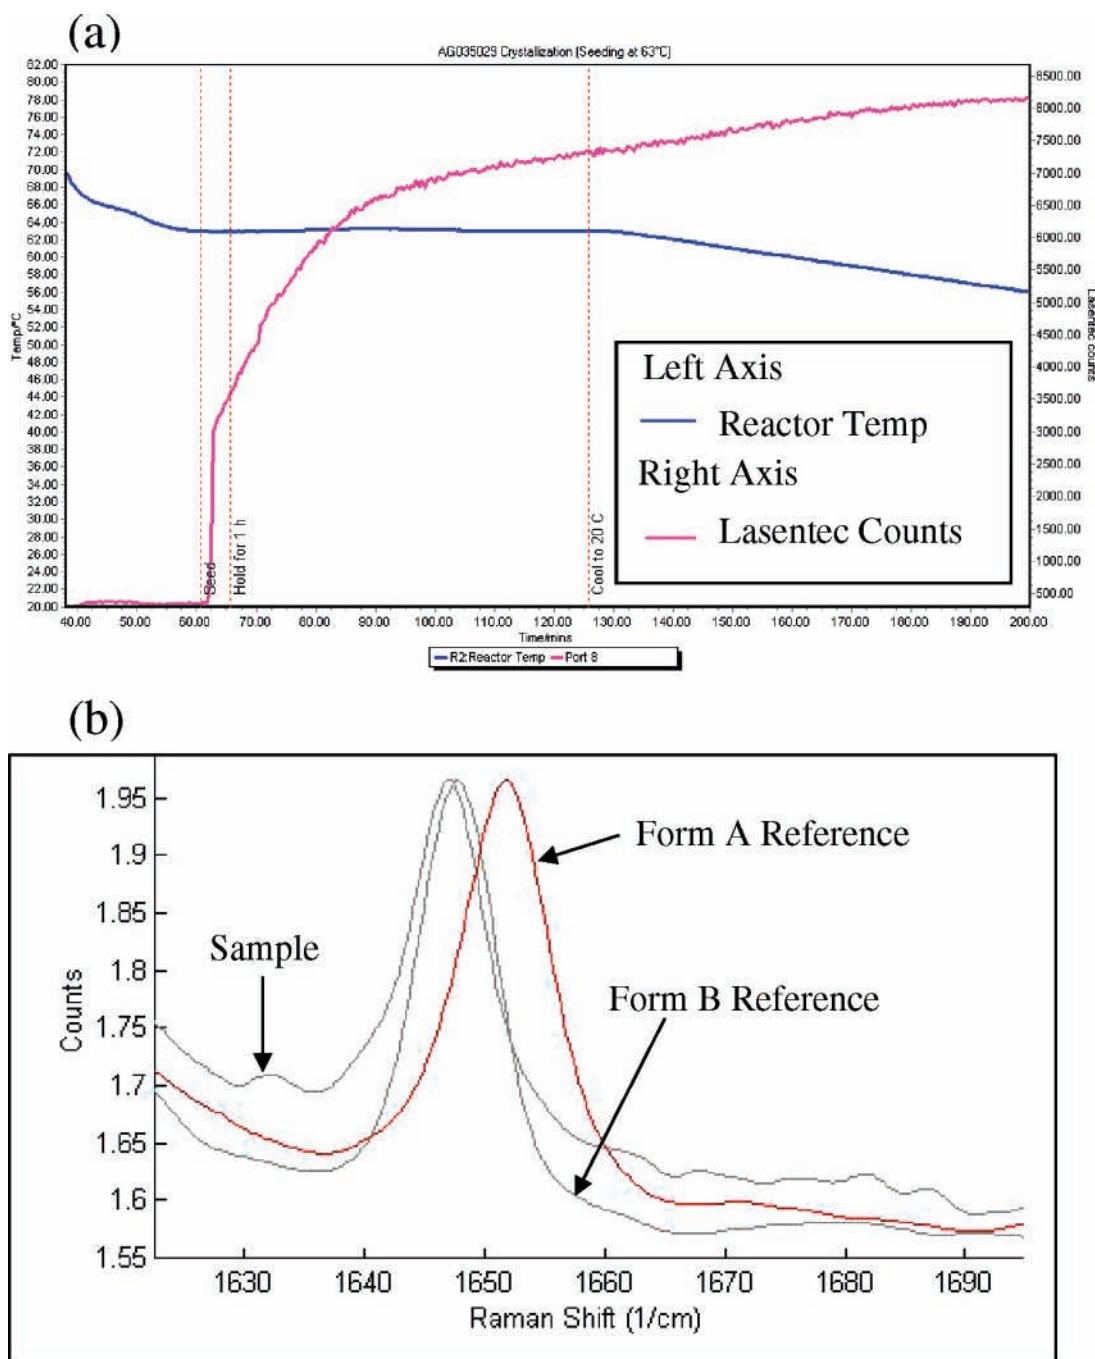 (a)
AG035029 Crystallization (Seeding at 63°C)
82.00
80.00
78.00
76.00
74.00
72.00
70.00
68.00
66.00
64.00
62.00
60.00
58.00
56.00
54.00
52.00
50.00
48.00
46.00
44.00
42.00
40.00
38.00
36.00
34.00
32.00
30.00
28.00
26.00
24.00
22.00
20.00
Temp/°C
8500.00
8000.00
7500.00
7000.00
6500.00
6000.00
5500.00
5000.00
4500.00
4000.00
3500.00
3000.00
2500.00
2000.00
1500.00
1000.00
500.00
Lasentec counts
Seed
Hold for 1 h
Cool to 20 C
Left Axis
Reactor Temp
Right Axis
Lasentec Counts
40.00 50.00 60.00 70.00 80.00 90.00 100.00 110.00 120.00 130.00 140.00 150.00 160.00 170.00 180.00 190.00 200.00
Time/mins
R2:Reactor Temp Port 8
(b)
1.95
1.9
1.85
1.8
1.75
1.7
1.65
1.6
1.55
Counts
Form A Reference
Sample
Form B Reference
1630 1640 1650 1660 1670 1680 1690
Raman Shift (1/cm)